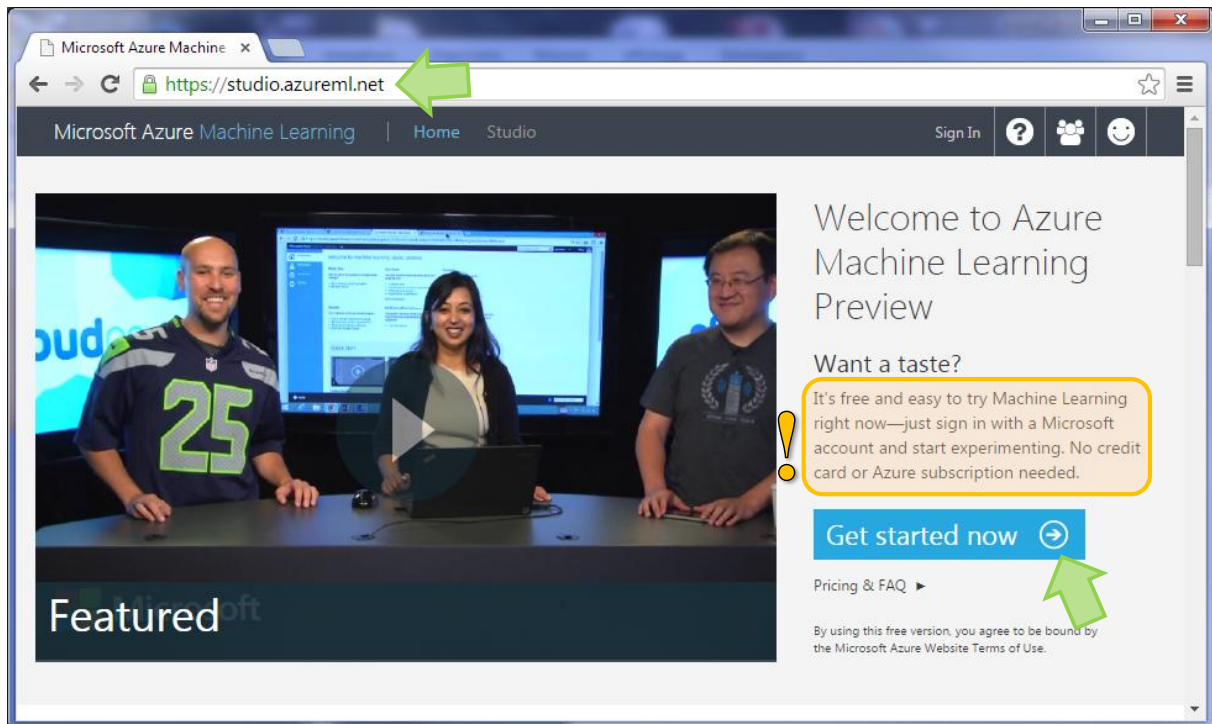 Microsoft Azure Machine
https://studio.azureml.net
Microsoft Azure Machine Learning | Home Studio
Sign In
Welcome to Azure
Machine Learning
Preview
Want a taste?
It's free and easy to try Machine Learning
right now—just sign in with a Microsoft
account and start experimenting. No credit
card or Azure subscription needed.
!
Get started now
Pricing & FAQ ►
By using this free version, you agree to be bound by
the Microsoft Azure Website Terms of Use.
25
Microsoft
Featured